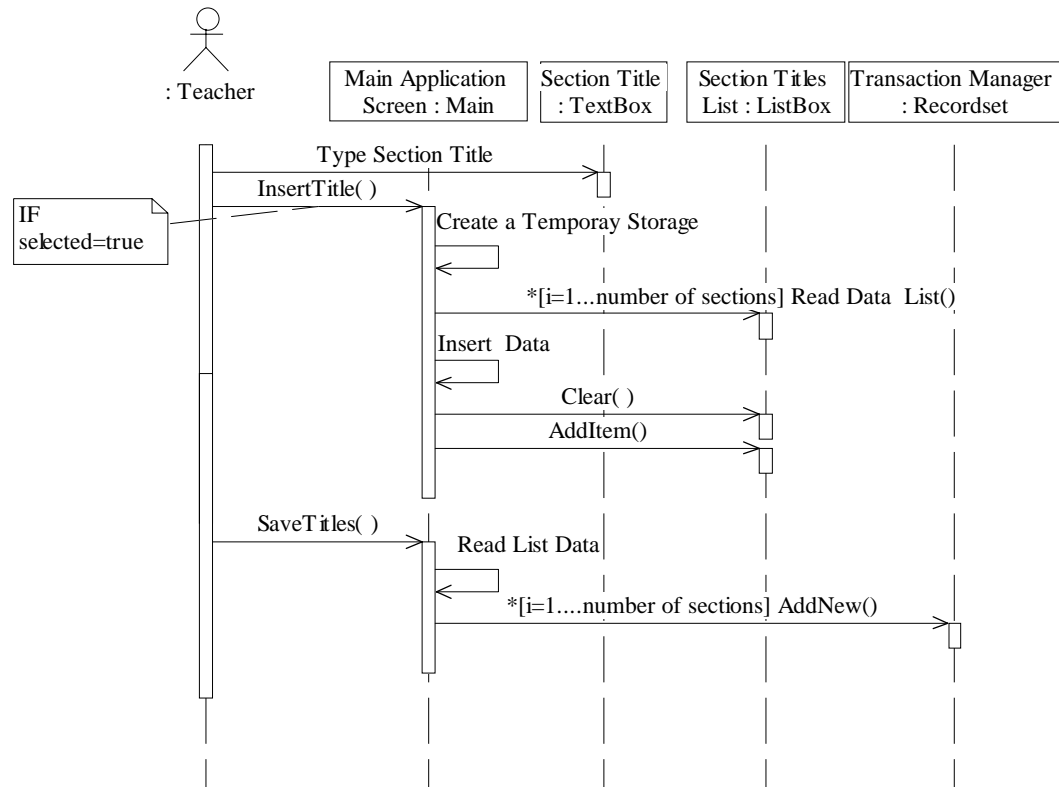 : Teacher
Main Application
Screen : Main
Section Title
: TextBox
Section Titles
List : ListBox
Transaction Manager
: Recordset
Type Section Title
InsertTitle( )
IF
selected=true
Create a Temporay Storage
*[i=1...number of sections] Read Data List()
Insert Data
Clear( )
AddItem()
SaveTitles( )
Read List Data
*[i=1....number of sections] AddNew()